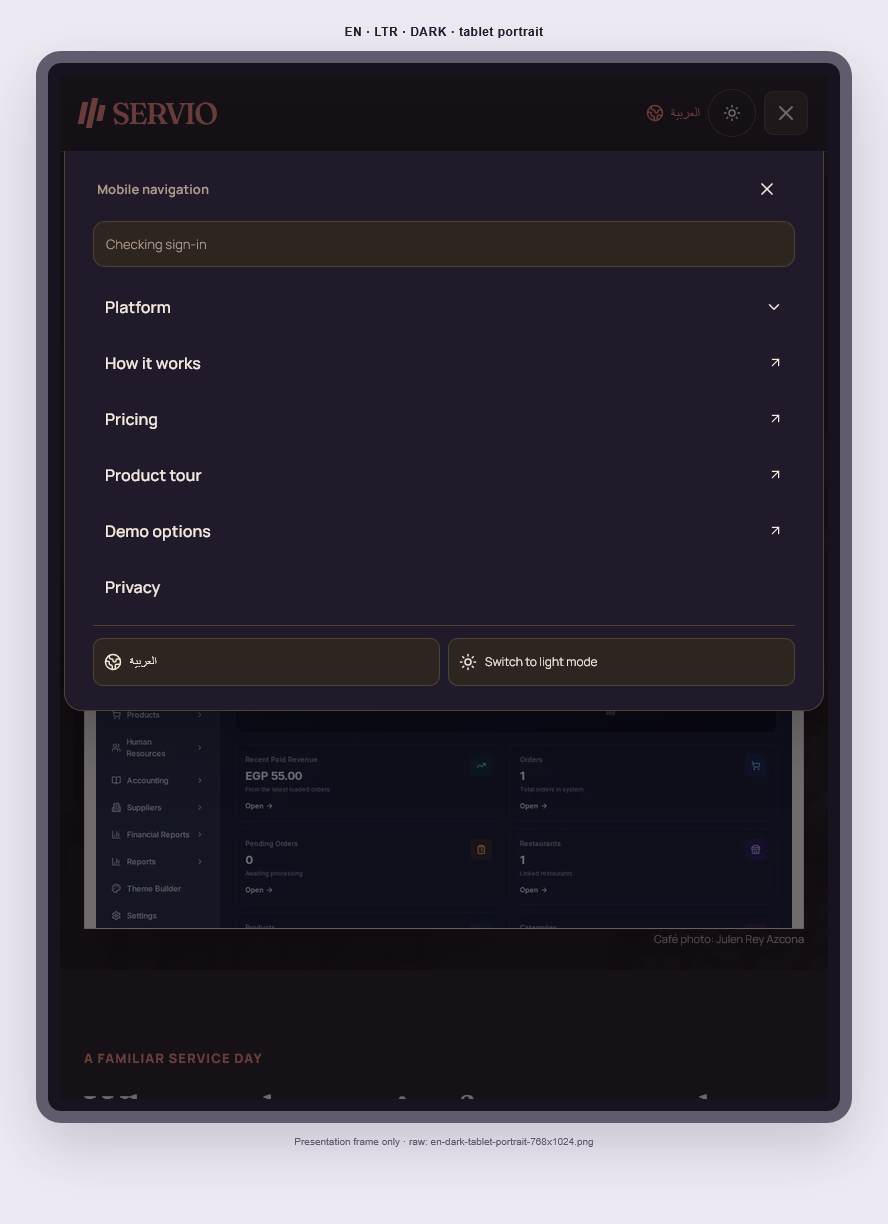 EN · LTR · DARK · tablet portrait
SERVIO
العربية
Mobile navigation
Checking sign-in
Platform
How it works
Pricing
Product tour
Demo options
Privacy
العربية
Switch to light mode
Products
Human
Resources
Accounting
Suppliers
Financial Reports
Reports
Theme Builder
Settings
Recent Paid Revenue
EGP 55.00
From the latest loaded orders
Open →
Orders
1
Total orders in system
Open →
Pending Orders
0
Awaiting processing
Open →
Restaurants
1
Linked restaurants
Open →
Products
Categories
Café photo: Julen Rey Azcona
A FAMILIAR SERVICE DAY
Presentation frame only · raw: en-dark-tablet-portrait-768x1024.png